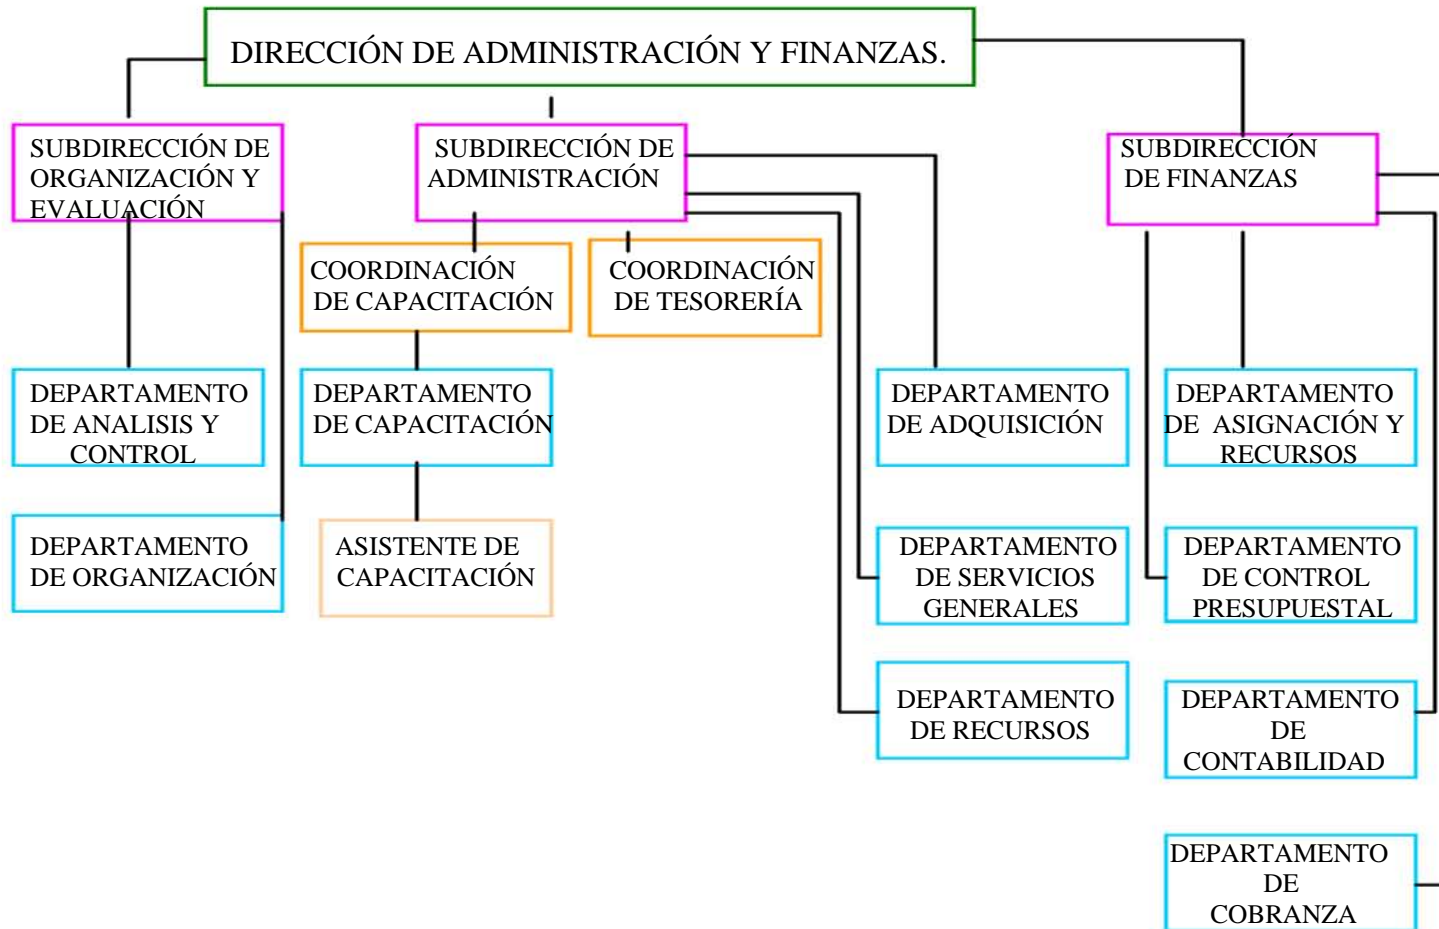 DIRECCIÓN DE ADMINISTRACIÓN Y FINANZAS.
SUBDIRECCIÓN DE
ORGANIZACIÓN Y
EVALUACIÓN
SUBDIRECCIÓN DE
ADMINISTRACIÓN
SUBDIRECCIÓN
DE FINANZAS
COORDINACIÓN
DE CAPACITACIÓN
COORDINACIÓN
DE TESORERÍA
DEPARTAMENTO
DE ANALISIS Y
CONTROL
DEPARTAMENTO
DE CAPACITACIÓN
DEPARTAMENTO
DE ADQUISICIÓN
DEPARTAMENTO
DE ASIGNACIÓN Y
RECURSOS
DEPARTAMENTO
DE ORGANIZACIÓN
ASISTENTE DE
CAPACITACIÓN
DEPARTAMENTO
DE SERVICIOS
GENERALES
DEPARTAMENTO
DE CONTROL
PRESUPUESTAL
DEPARTAMENTO
DE RECURSOS
DEPARTAMENTO
DE
CONTABILIDAD
DEPARTAMENTO
DE
COBRANZA